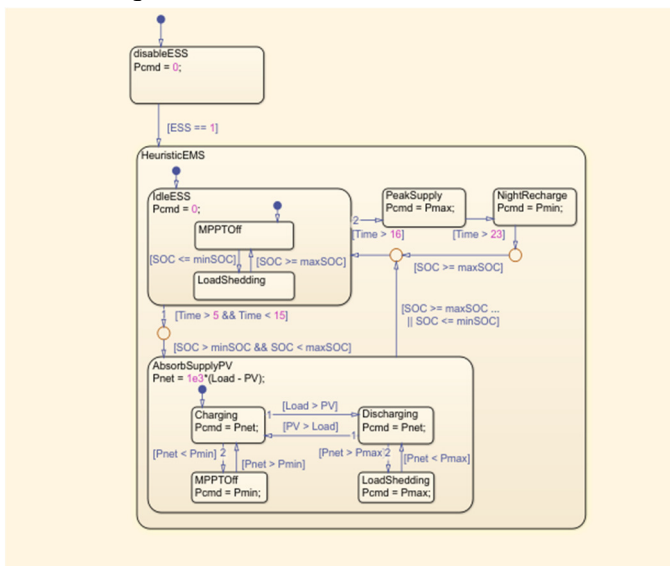 disableESS
Pcmd = 0;
[ESS == 1]
HeuristicEMS
IdleESS
Pcmd = 0;
MPPTOff
[SOC <= minSOC]
[SOC >= maxSOC]
LoadShedding
PeakSupply
Pcmd = Pmax;
NightRecharge
Pcmd = Pmin;
2
[Time > 16]
[Time > 23]
[SOC >= maxSOC]
1
[Time > 5 && Time < 15]
[SOC >= maxSOC ...
|| SOC <= minSOC]
[SOC > minSOC && SOC < maxSOC]
AbsorbSupplyPV
Pnet = 1e3*(Load - PV);
Charging
Pcmd = Pnet;
1
[Load > PV]
[PV > Load]
1
Discharging
Pcmd = Pnet;
[Pnet < Pmin]
2
[Pnet > Pmin]
[Pnet > Pmax]
2
[Pnet < Pmax]
MPPTOff
Pcmd = Pmin;
LoadShedding
Pcmd = Pmax;